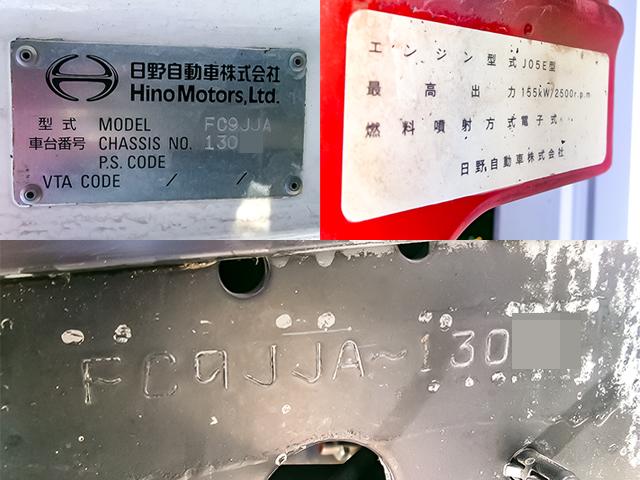 日野自動車株式会社
Hino Motors, Ltd.
型式 MODEL FC9JJA
車台番号 CHASSIS NO. 130
P.S. CODE
VTA CODE / /
エンジン型式 J05E型
最高出力 155kW/2500r.p.m
燃料噴射方式 電子式
日野自動車株式会社
FC9JJA-130